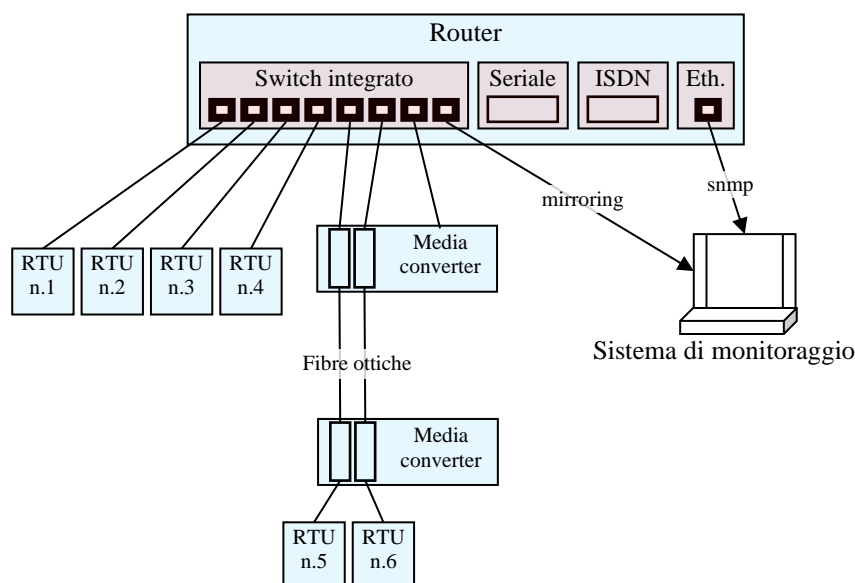 Router
Switch integrato
Seriale
ISDN
Eth.
snmp
mirroring
RTU
n.1
RTU
n.2
RTU
n.3
RTU
n.4
Media
converter
Sistema di monitoraggio
Fibre ottiche
Media
converter
RTU
n.5
RTU
n.6